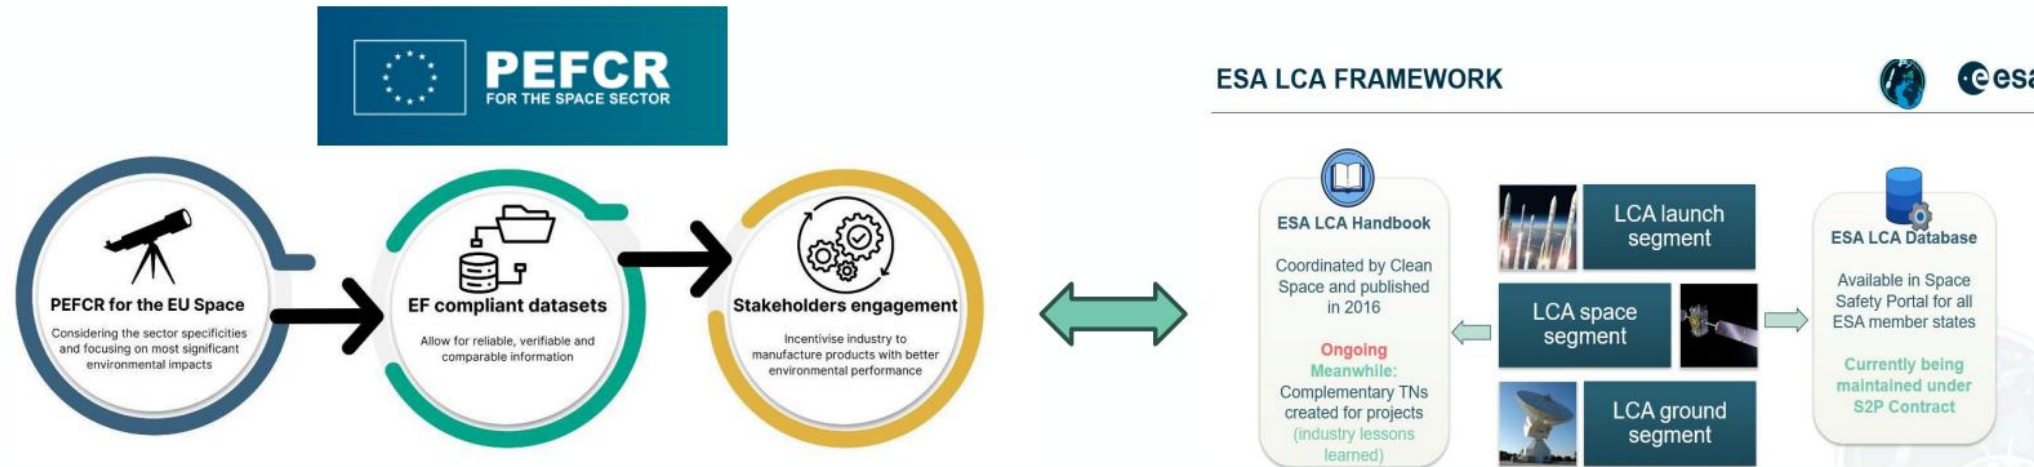 PEFCR
FOR THE SPACE SECTOR
PEFCR for the EU Space
Considering the sector specificities
and focusing on most significant
environmental impacts
EF compliant datasets
Allow for reliable, verifiable and
comparable information
Stakeholders engagement
Incentivise industry to
manufacture products with better
environmental performance
ESA LCA FRAMEWORK
esa
ESA LCA Handbook
Coordinated by Clean
Space and published
in 2016
Ongoing
Meanwhile:
Complementary TNs
created for projects
(industry lessons
learned)
LCA launch
segment
LCA space
segment
LCA ground
segment
ESA LCA Database
Available in Space
Safety Portal for all
ESA member states
Currently being
maintained under
S2P Contract